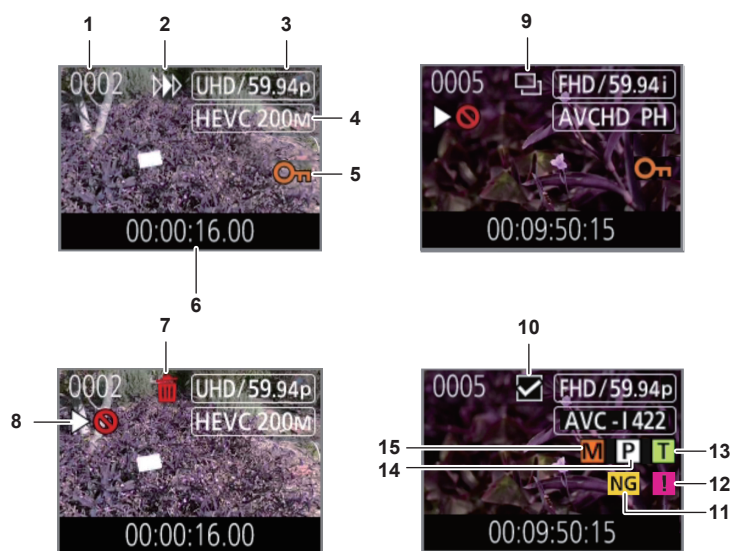 1 2 3
0002 UHD/59.94p
HEVC 200M 4
5
00:00:16.00
6
9
0005 FHD/59.94i
AVCHD PH
00:09:50:15
7
0002 UHD/59.94p
8 HEVC 200M
00:00:16.00
10
0005 FHD/59.94p
AVC-I422
15 M P T 13
14 NG ! 12
11
00:09:50:15